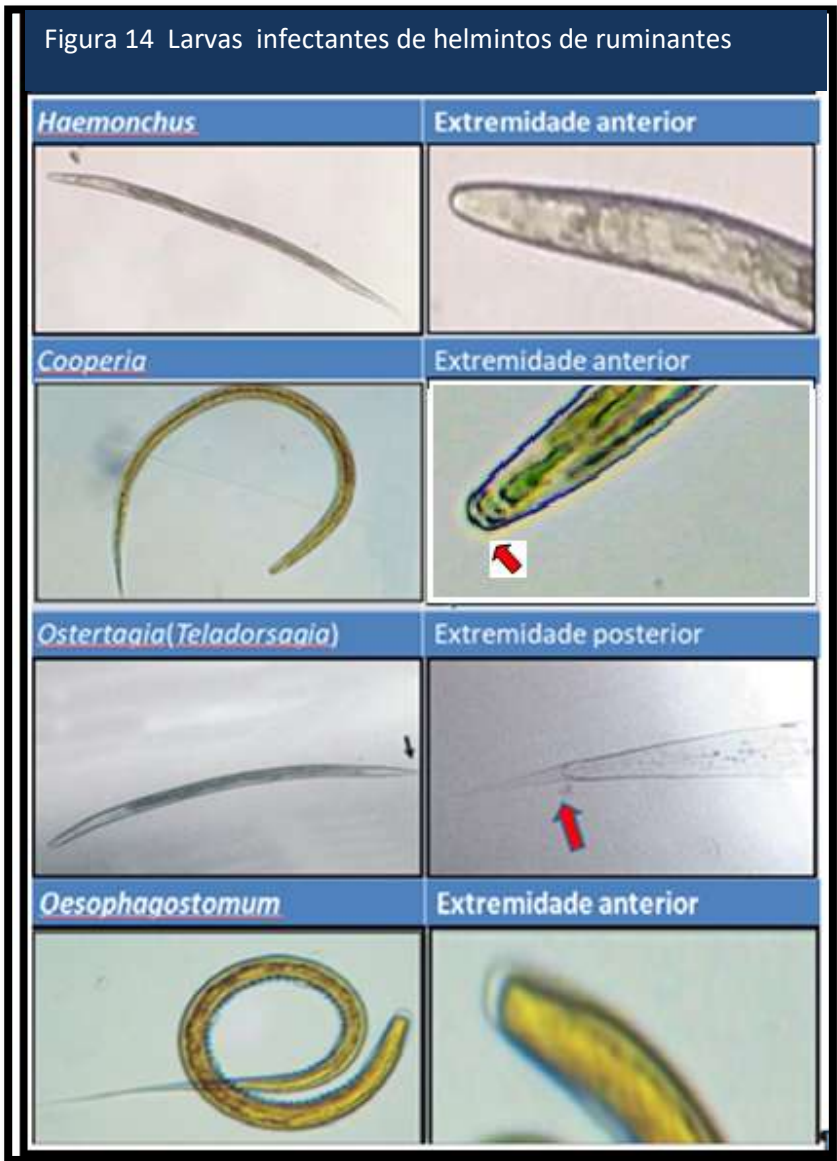 Figura 14 Larvas infectantes de helmintos de ruminantes
Haemonchus Extremidade anterior
Cooperia Extremidade anterior
Ostertagia(Teladorsagia) Extremidade posterior
Oesophagostomum Extremidade anterior